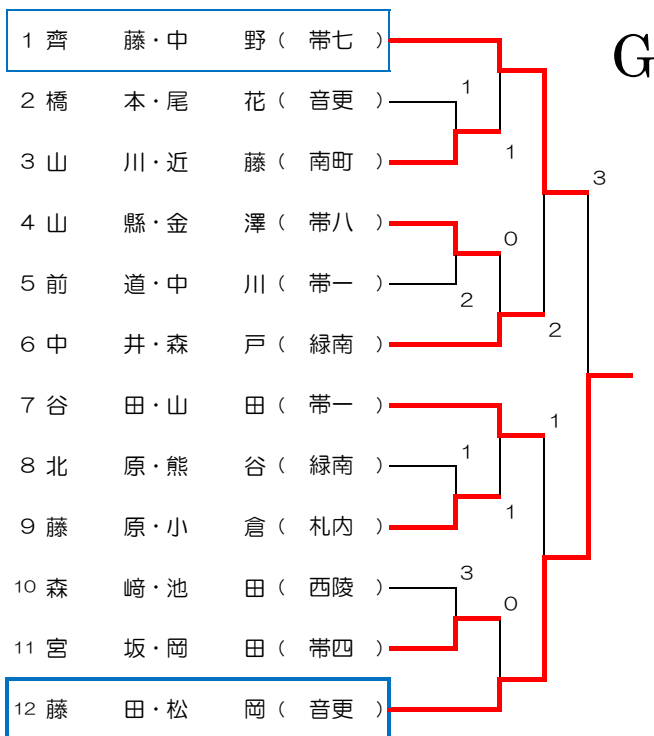 G
1 齊 藤・中 野 ( 帯七 )
2 橋 本・尾 花 ( 音更 )
1
3 山 川・近 藤 ( 南町 )
1
3
4 山 縣・金 澤 ( 帯八 )
0
5 前 道・中 川 ( 帯一 )
2
6 中 井・森 戸 ( 緑南 )
2
7 谷 田・山 田 ( 帯一 )
1
8 北 原・熊 谷 ( 緑南 )
1
9 藤 原・小 倉 ( 札内 )
1
10 森 﨑・池 田 ( 西陵 )
3
0
11 宮 坂・岡 田 ( 帯四 )
12 藤 田・松 岡 ( 音更 )